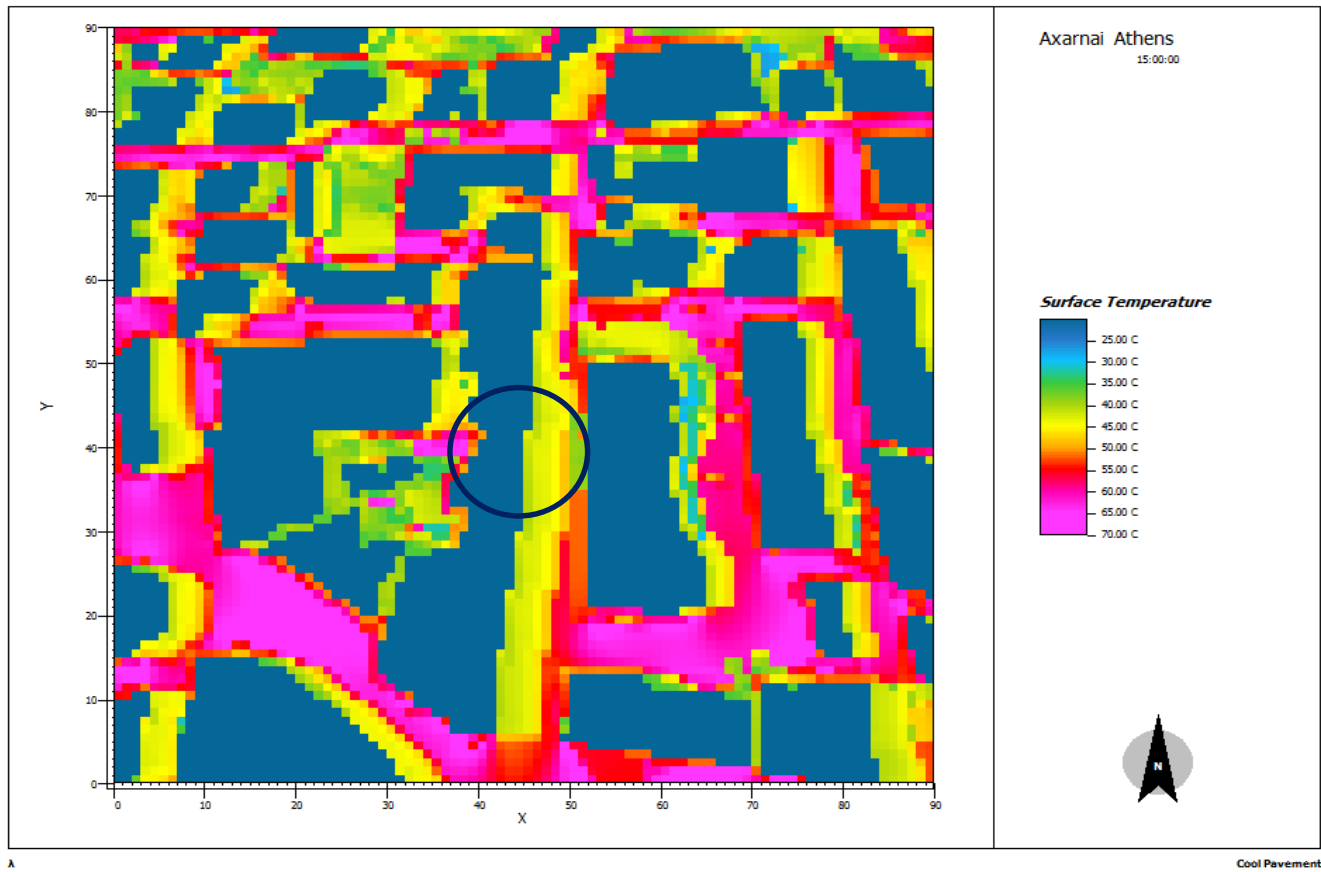 Axarnai Athens
15:00:00
90
80
70
60
50
40
30
20
10
0
Y
0 10 20 30 40 50 60 70 80 90
X
Surface Temperature
25.00 C
30.00 C
35.00 C
40.00 C
45.00 C
50.00 C
55.00 C
60.00 C
65.00 C
70.00 C
N
λ
Cool Pavement